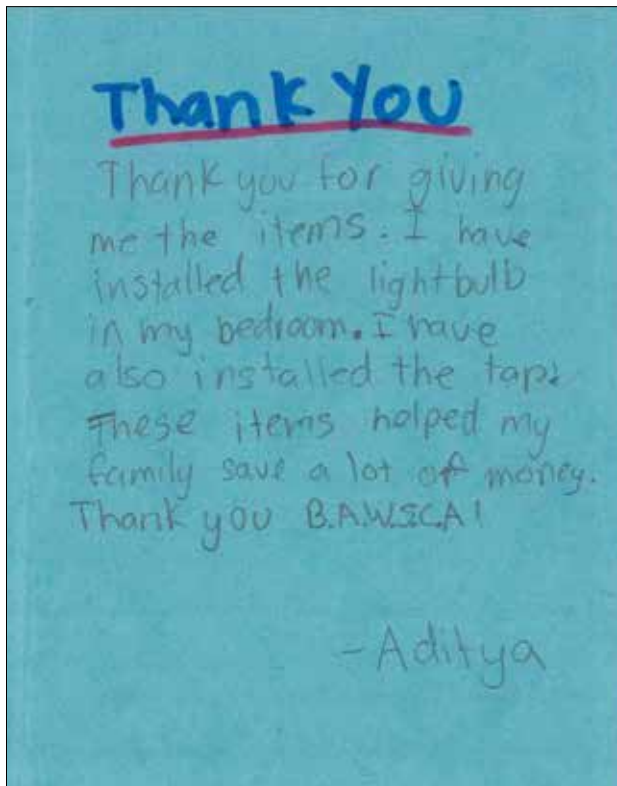 Thank You
Thank you for giving
me the items. I have
installed the lightbulb
in my bedroom. I have
also installed the tap.
These items helped my
family save a lot of money.
Thank you B.A.W.S.C.A!
-Aditya